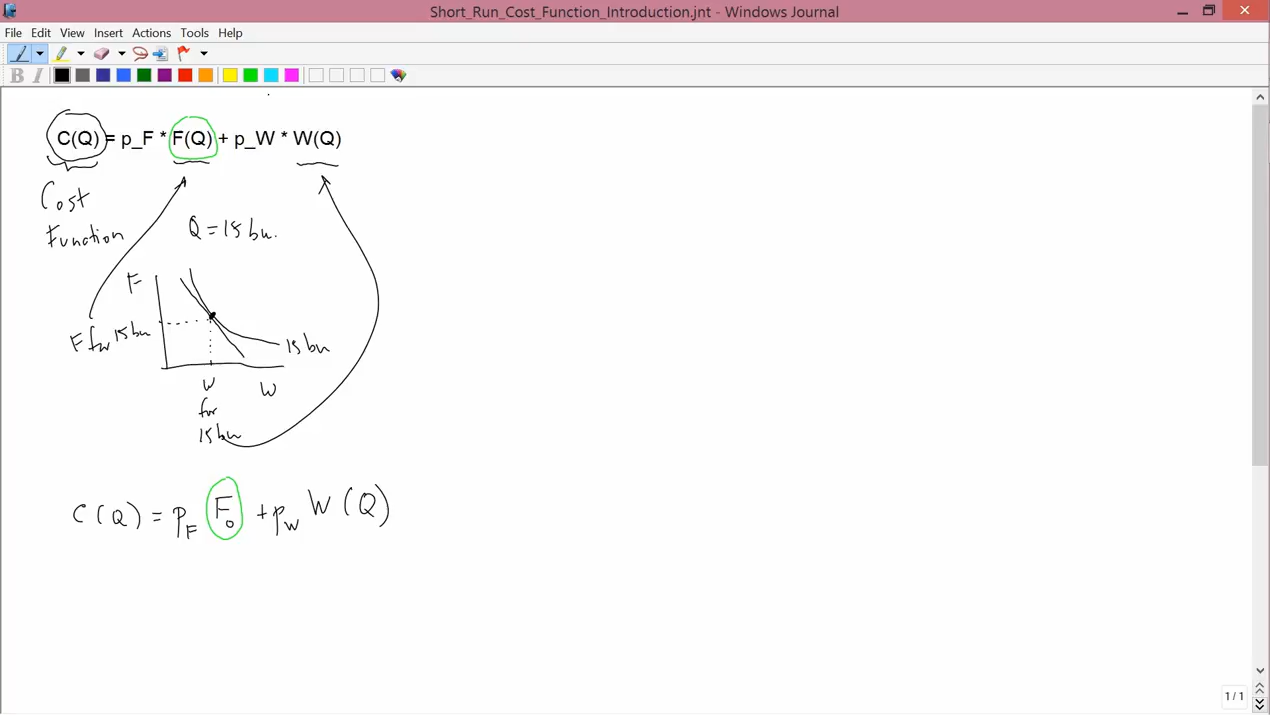 Short_Run_Cost_Function_Introduction.jnt - Windows Journal
File Edit View Insert Actions Tools Help
B I
C(Q) = p_F * F(Q) + p_W * W(Q)
Cost
Function
Q = 15 bu.
F
F for 15 bu
15 bu
W
for
15 bu
W
C(Q) = p_F F_0 + p_W W(Q)
1 / 1